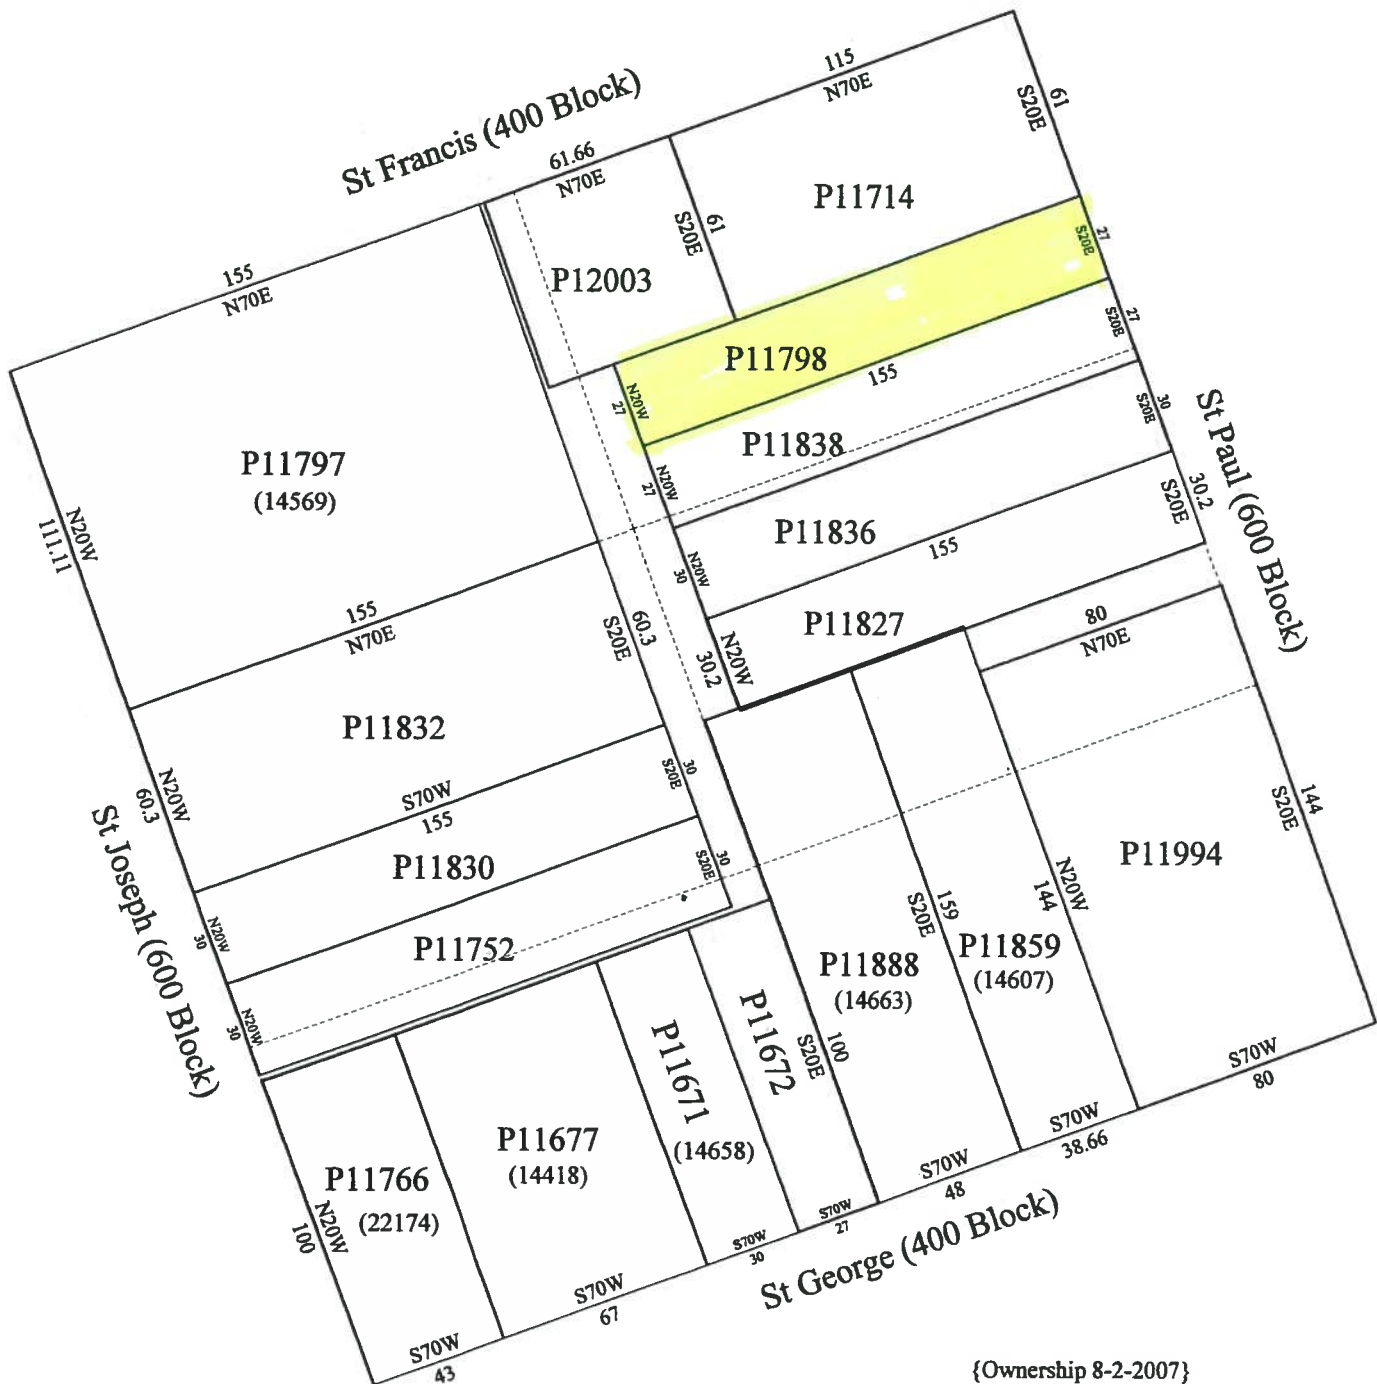 St Francis (400 Block)
115
N70E
61
S20E
61.66
N70E
P11714
61
S20E
P12003
155
N70E
27
S20E
P11798
155
N20W
27
27
S20E
P11838
N20W
27
30
S20E
P11797
(14569)
N20W
111.11
P11836
155
N20W
30
30.2
S20E
St Paul (600 Block)
P11827
N20W
30.2
80
N70E
155
N70E
60.3
S20E
P11832
N20W
60.3
S70W
155
30
S20E
P11830
N20W
30
30
S20E
P11752
N20W
30
St Joseph (600 Block)
144
S20E
P11994
N20W
144
159
S20E
P11859
(14607)
P11888
(14663)
100
S20E
P11672
P11671
(14658)
P11677
(14418)
P11766
(22174)
N20W
100
S70W
80
S70W
38.66
S70W
48
S70W
27
S70W
30
S70W
67
S70W
43
St George (400 Block)
{Ownership 8-2-2007}